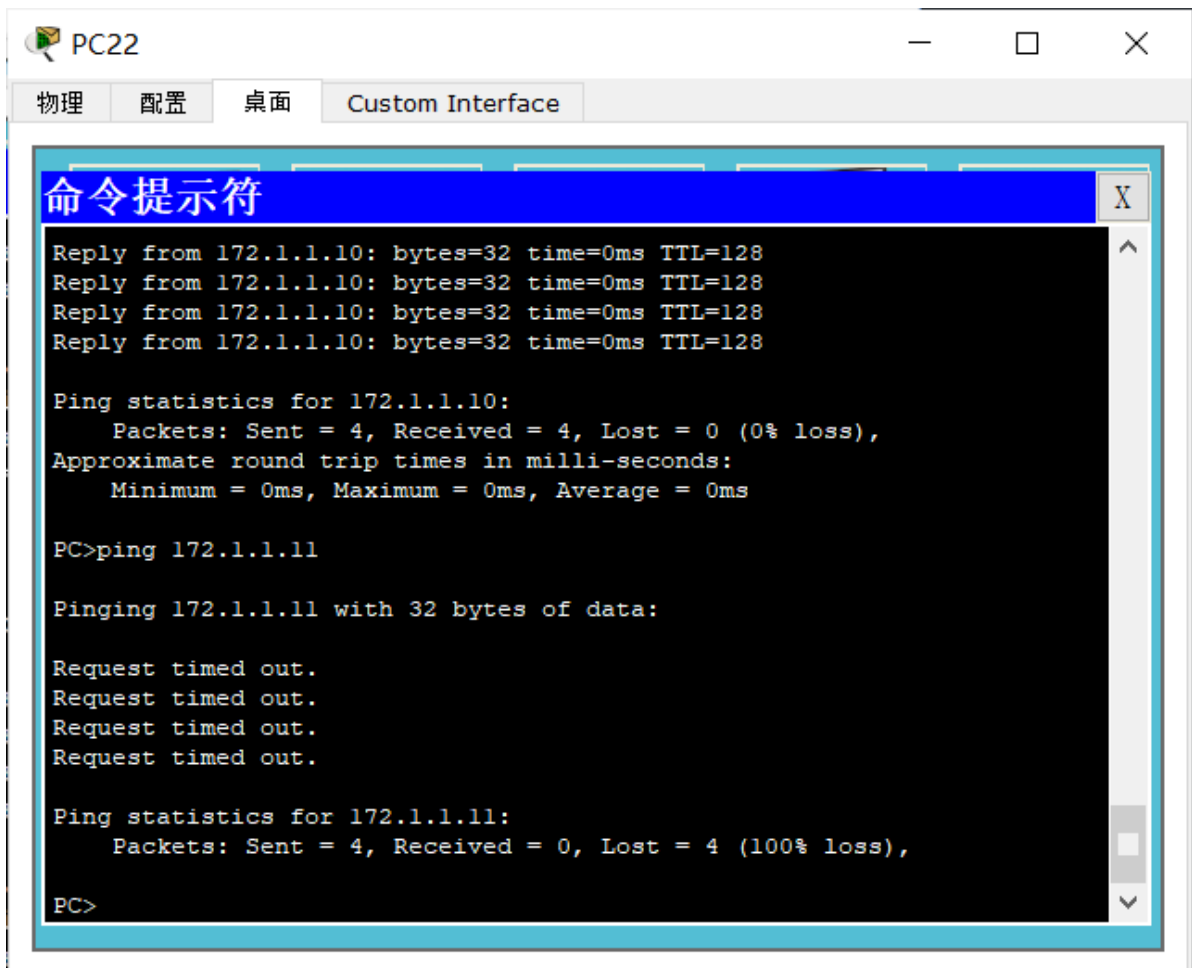 PC22
物理 配置 桌面 Custom Interface
命令提示符 X
Reply from 172.1.1.10: bytes=32 time=0ms TTL=128
Reply from 172.1.1.10: bytes=32 time=0ms TTL=128
Reply from 172.1.1.10: bytes=32 time=0ms TTL=128
Reply from 172.1.1.10: bytes=32 time=0ms TTL=128
Ping statistics for 172.1.1.10:
Packets: Sent = 4, Received = 4, Lost = 0 (0% loss),
Approximate round trip times in milli-seconds:
Minimum = 0ms, Maximum = 0ms, Average = 0ms
PC>ping 172.1.1.11
Pinging 172.1.1.11 with 32 bytes of data:
Request timed out.
Request timed out.
Request timed out.
Request timed out.
Ping statistics for 172.1.1.11:
Packets: Sent = 4, Received = 0, Lost = 4 (100% loss),
PC>